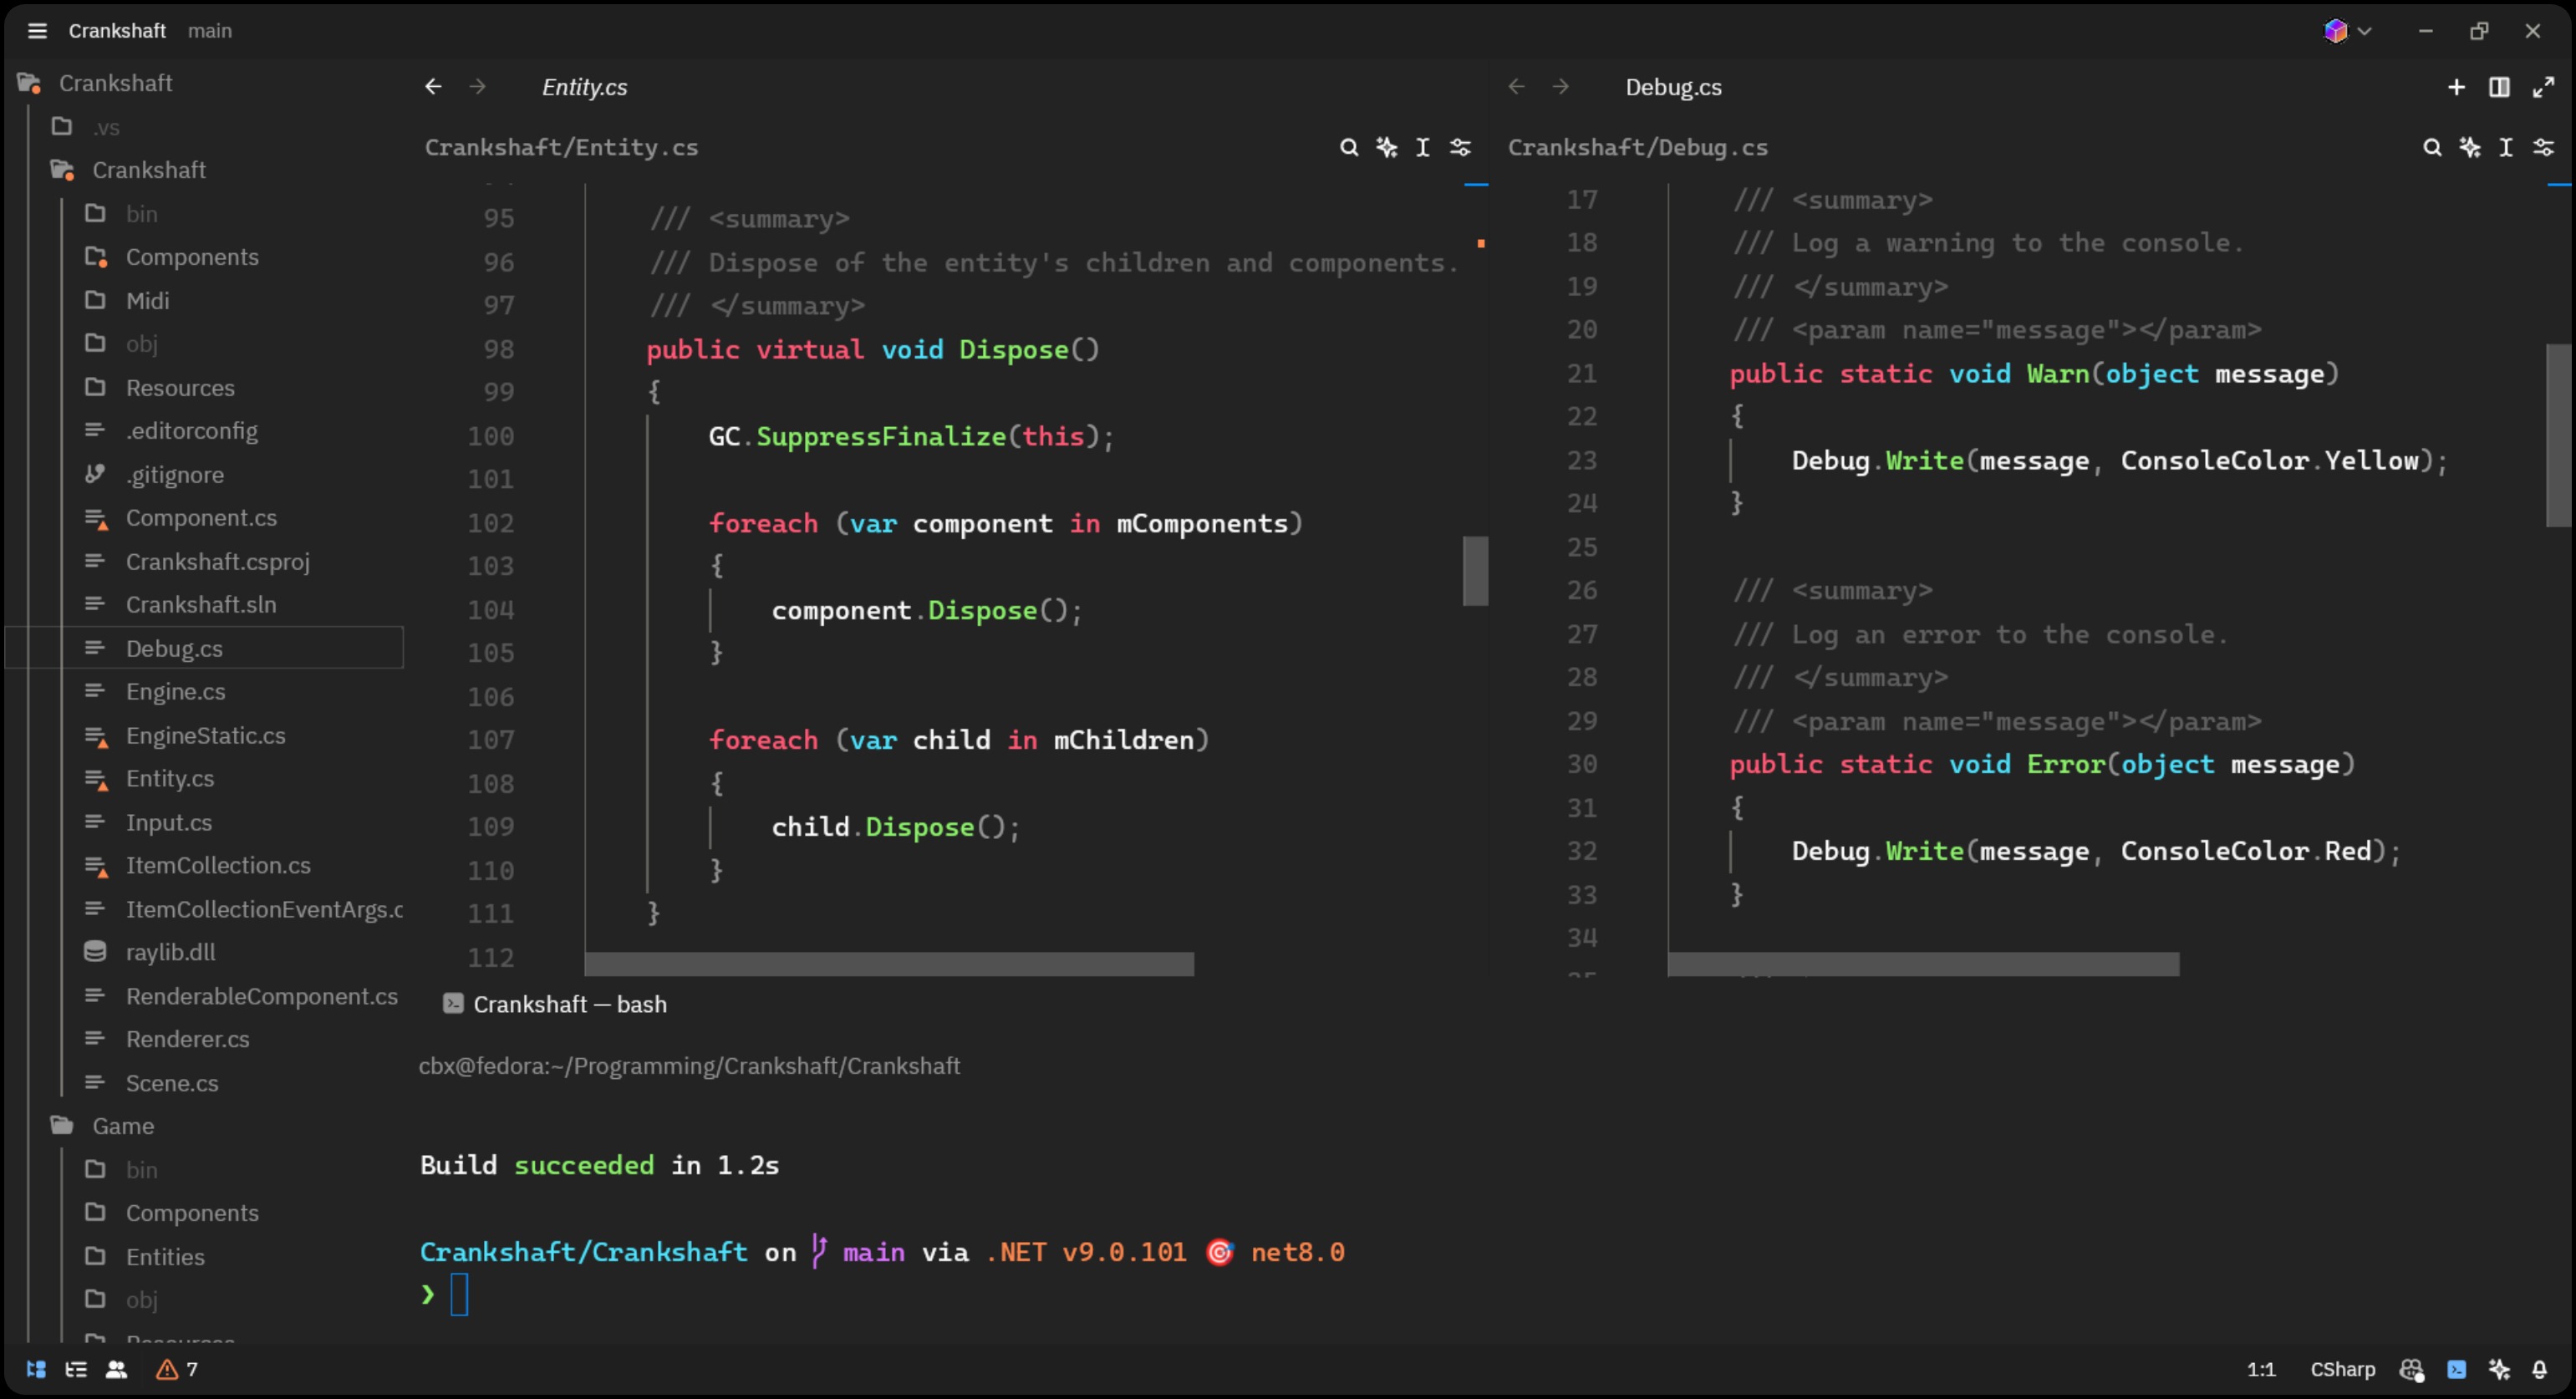 Crankshaft main
Crankshaft
.vs
Crankshaft
bin
Components
Midi
obj
Resources
.editorconfig
.gitignore
Component.cs
Crankshaft.csproj
Crankshaft.sln
Debug.cs
Engine.cs
EngineStatic.cs
Entity.cs
Input.cs
ItemCollection.cs
ItemCollectionEventArgs.c
raylib.dll
RenderableComponent.cs
Renderer.cs
Scene.cs
Game
bin
Components
Entities
obj
Resources
Entity.cs
Crankshaft/Entity.cs
95 /// <summary>
96 /// Dispose of the entity's children and components.
97 /// </summary>
98 public virtual void Dispose()
99 {
100 GC.SuppressFinalize(this);
101
102 foreach (var component in mComponents)
103 {
104 component.Dispose();
105 }
106
107 foreach (var child in mChildren)
108 {
109 child.Dispose();
110 }
111 }
112
Debug.cs
Crankshaft/Debug.cs
17 /// <summary>
18 /// Log a warning to the console.
19 /// </summary>
20 /// <param name="message"></param>
21 public static void Warn(object message)
22 {
23 Debug.Write(message, ConsoleColor.Yellow);
24 }
25
26 /// <summary>
27 /// Log an error to the console.
28 /// </summary>
29 /// <param name="message"></param>
30 public static void Error(object message)
31 {
32 Debug.Write(message, ConsoleColor.Red);
33 }
34
Crankshaft — bash
cbx@fedora:~/Programming/Crankshaft/Crankshaft
Build succeeded in 1.2s
Crankshaft/Crankshaft on main via .NET v9.0.101 🎯 net8.0
❯
7
1:1 CSharp